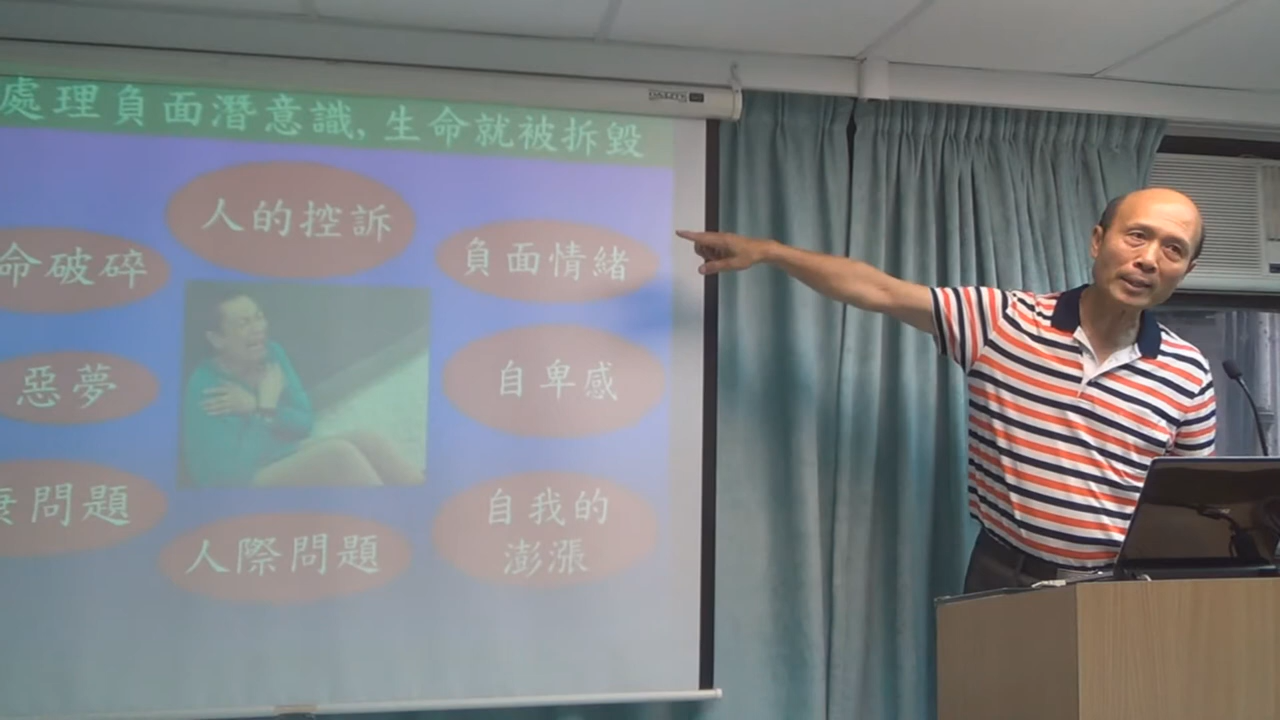 處理負面潛意識,生命就被拆毀
人的控訴
命破碎
負面情緒
惡夢
自卑感
問題
自我的
澎漲
人際問題